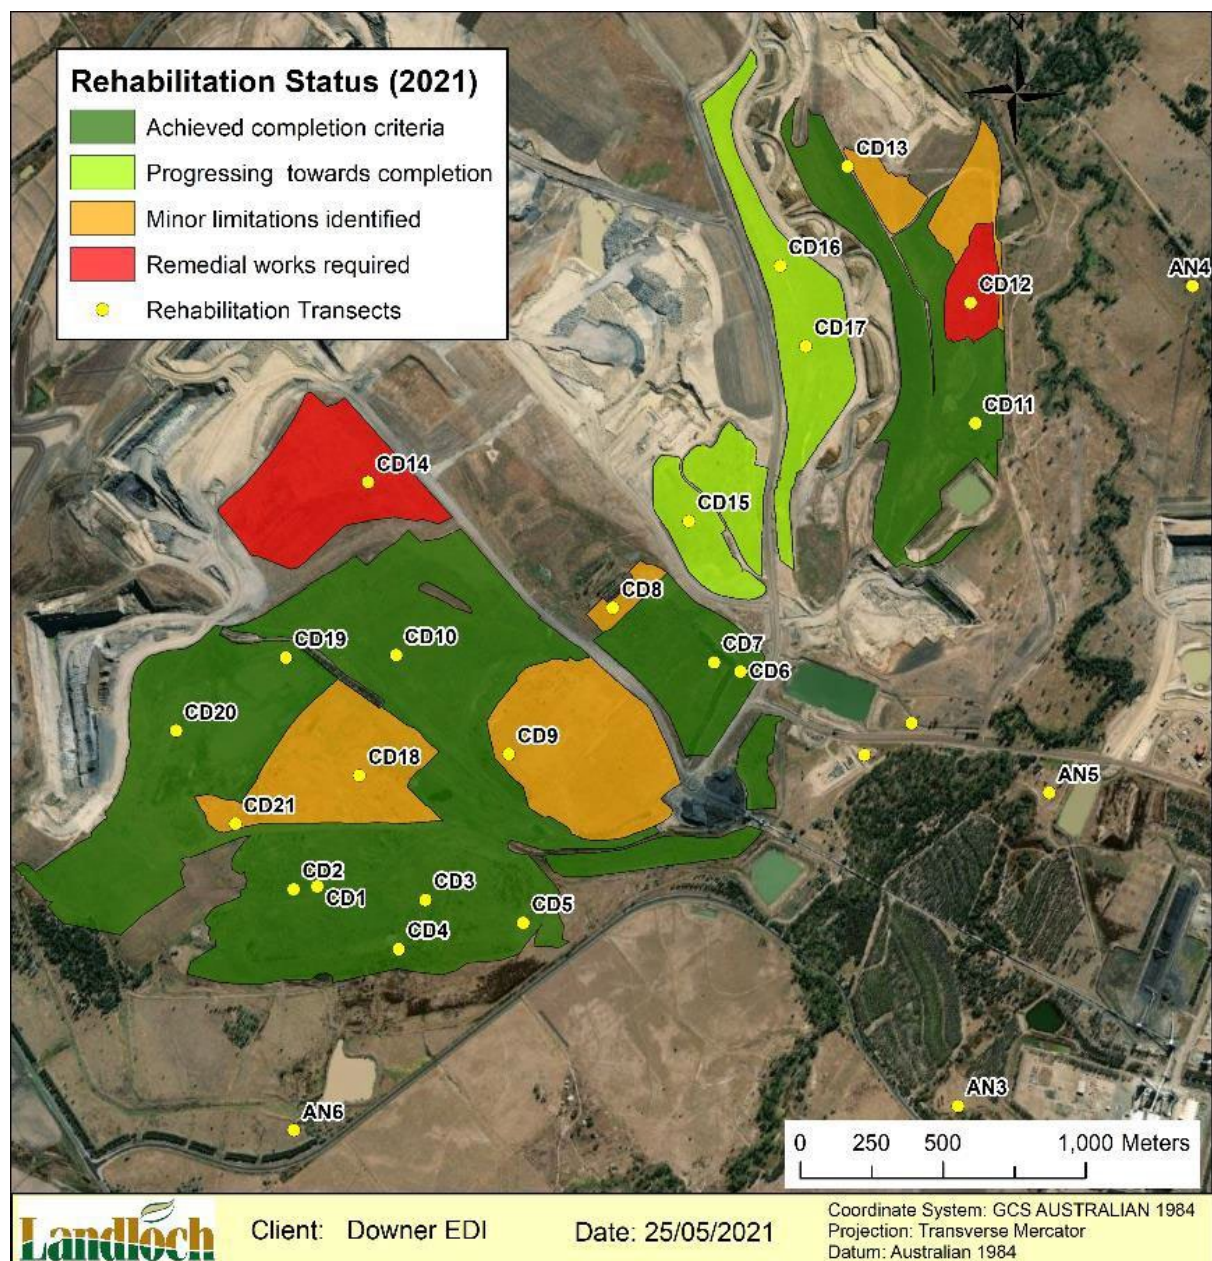 N
Rehabilitation Status (2021)
Achieved completion criteria
Progressing towards completion
Minor limitations identified
Remedial works required
Rehabilitation Transects
CD13
CD16
AN4
CD12
CD17
CD11
CD14
CD15
CD8
CD19
CD10
CD7
CD6
CD20
CD9
CD18
AN5
CD21
CD2
CD1
CD3
CD5
CD4
AN3
AN6
0 250 500 1,000 Meters
Landloch
Client: Downer EDI
Date: 25/05/2021
Coordinate System: GCS AUSTRALIAN 1984
Projection: Transverse Mercator
Datum: Australian 1984